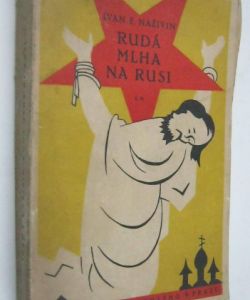 IVAN F. NAŽIVIN
RUDÁ
MLHA
NA RUSI